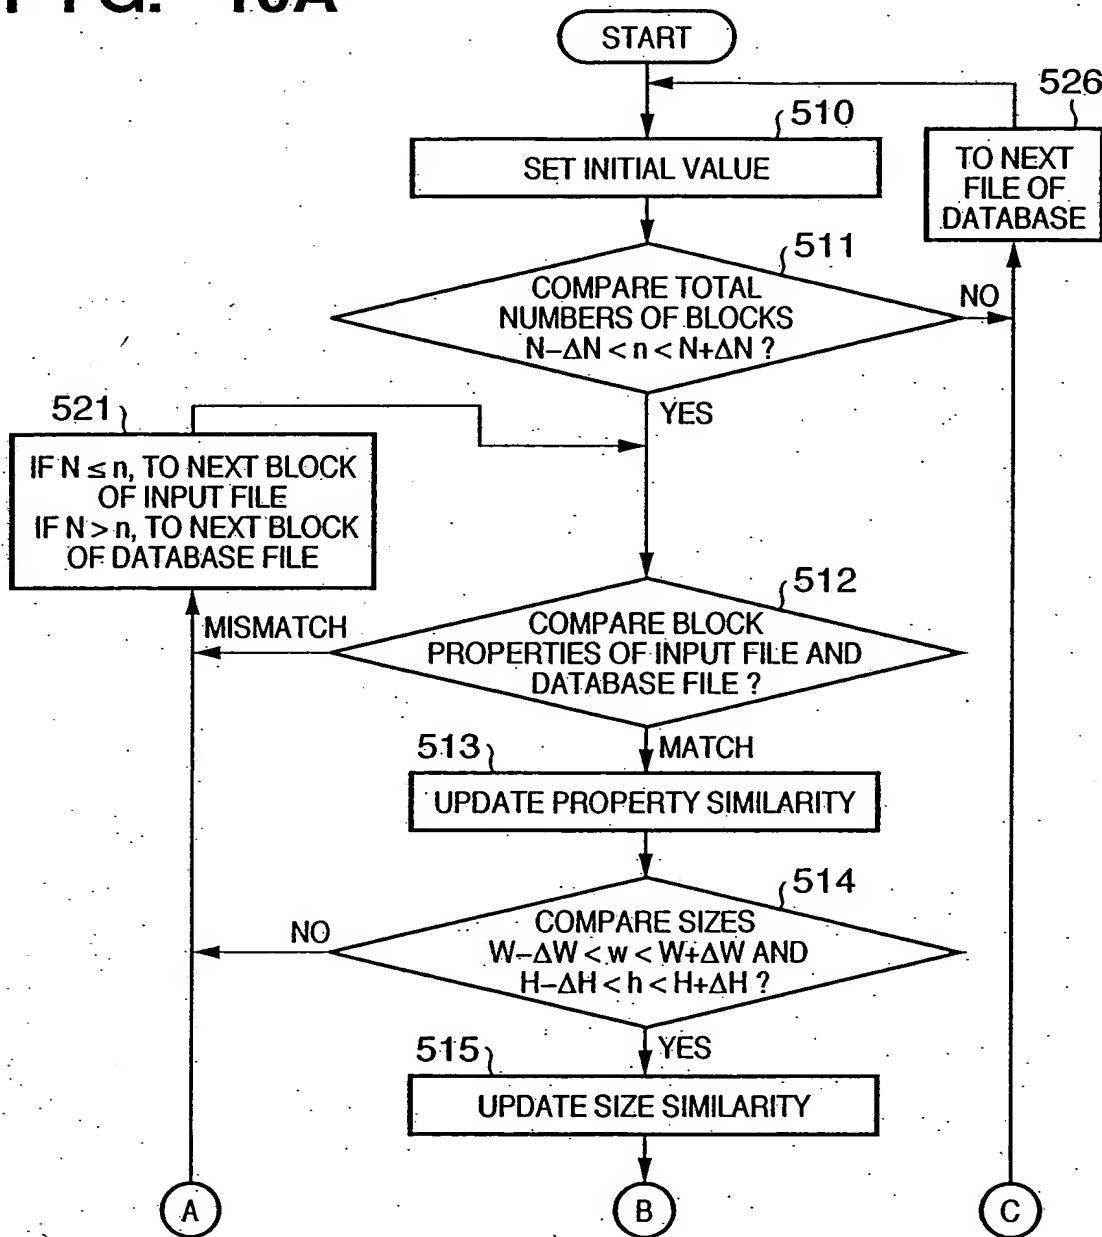 FIG. 10A
START
526
510
SET INITIAL VALUE
TO NEXT
FILE OF
DATABASE
511
COMPARE TOTAL
NUMBERS OF BLOCKS
N–ΔN < n < N+ΔN ?
NO
YES
521
IF N ≤ n, TO NEXT BLOCK
OF INPUT FILE
IF N > n, TO NEXT BLOCK
OF DATABASE FILE
512
MISMATCH
COMPARE BLOCK
PROPERTIES OF INPUT FILE AND
DATABASE FILE ?
MATCH
513
UPDATE PROPERTY SIMILARITY
514
NO
COMPARE SIZES
W–ΔW < w < W+ΔW AND
H–ΔH < h < H+ΔH ?
YES
515
UPDATE SIZE SIMILARITY
A
B
C